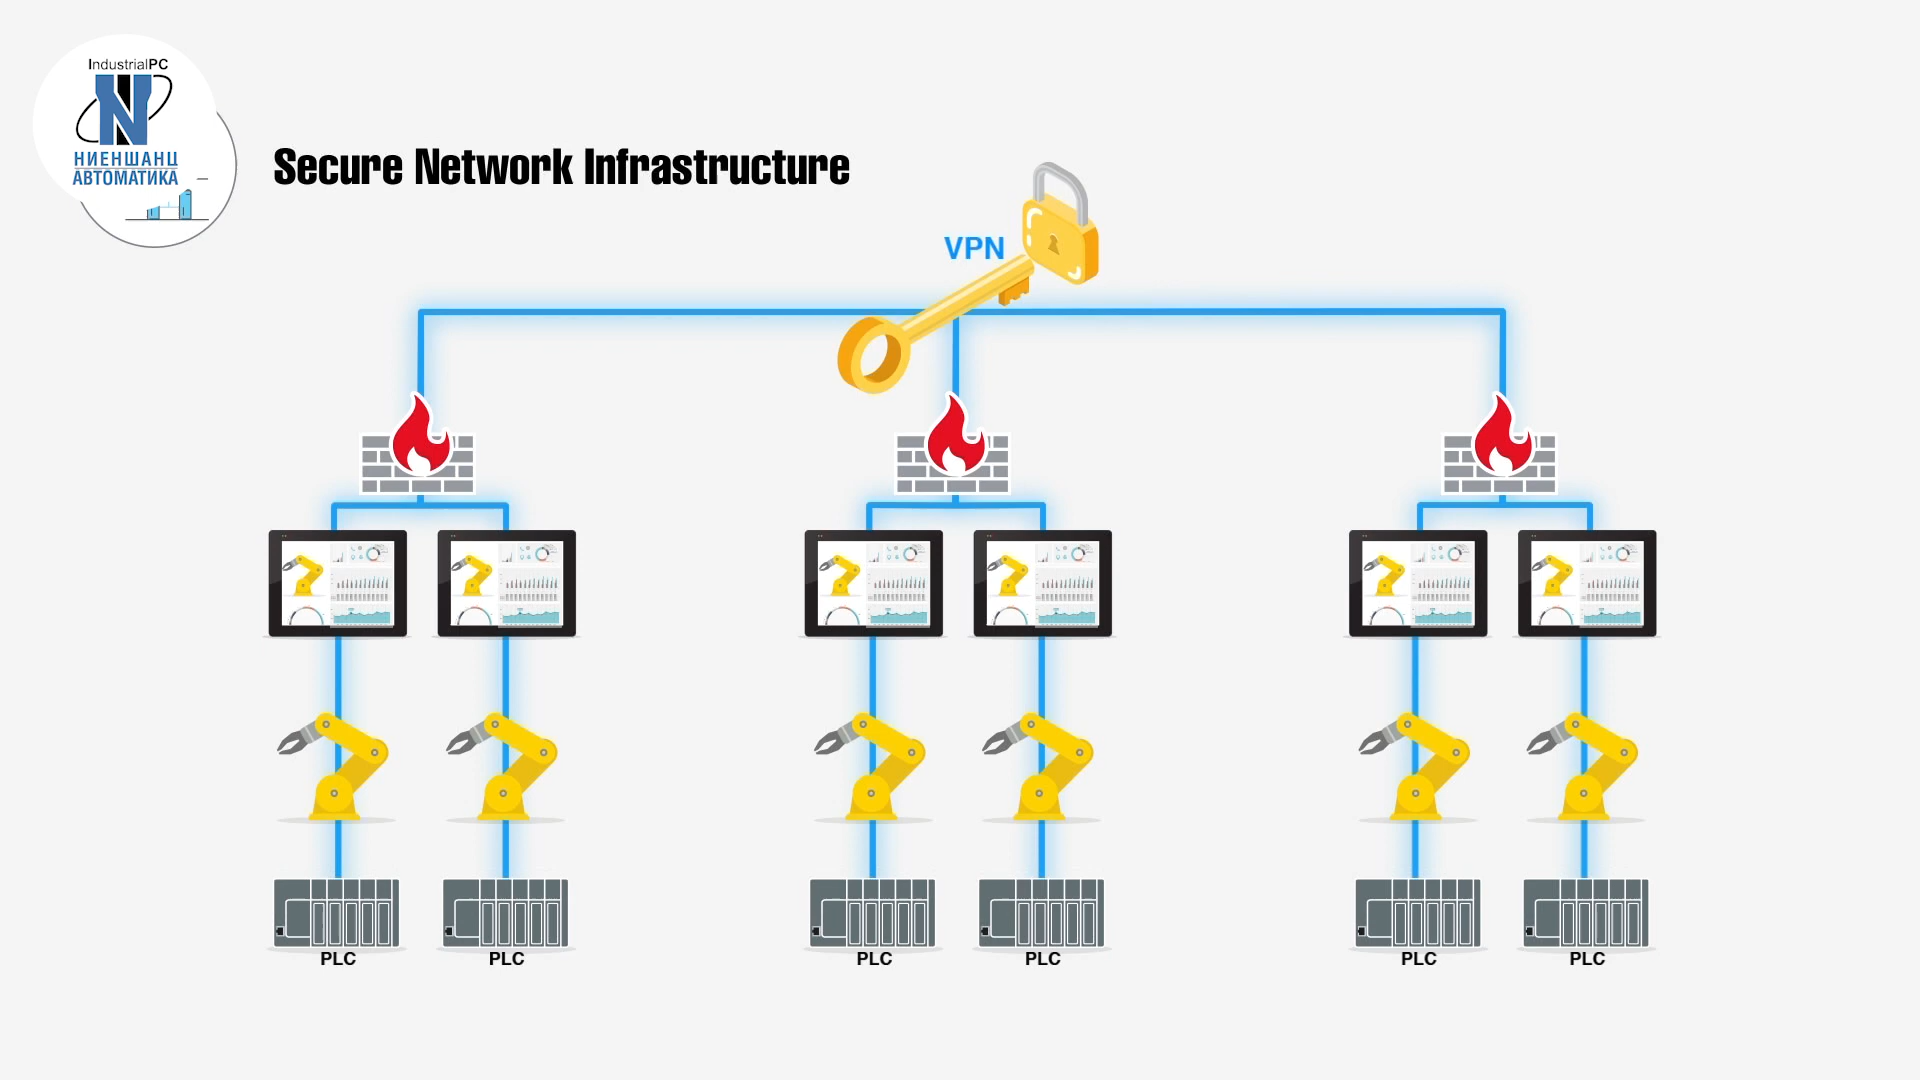 IndustrialPC
НИЕНШАНЦ
АВТОМАТИКА
Secure Network Infrastructure
VPN
PLC
PLC
PLC
PLC
PLC
PLC